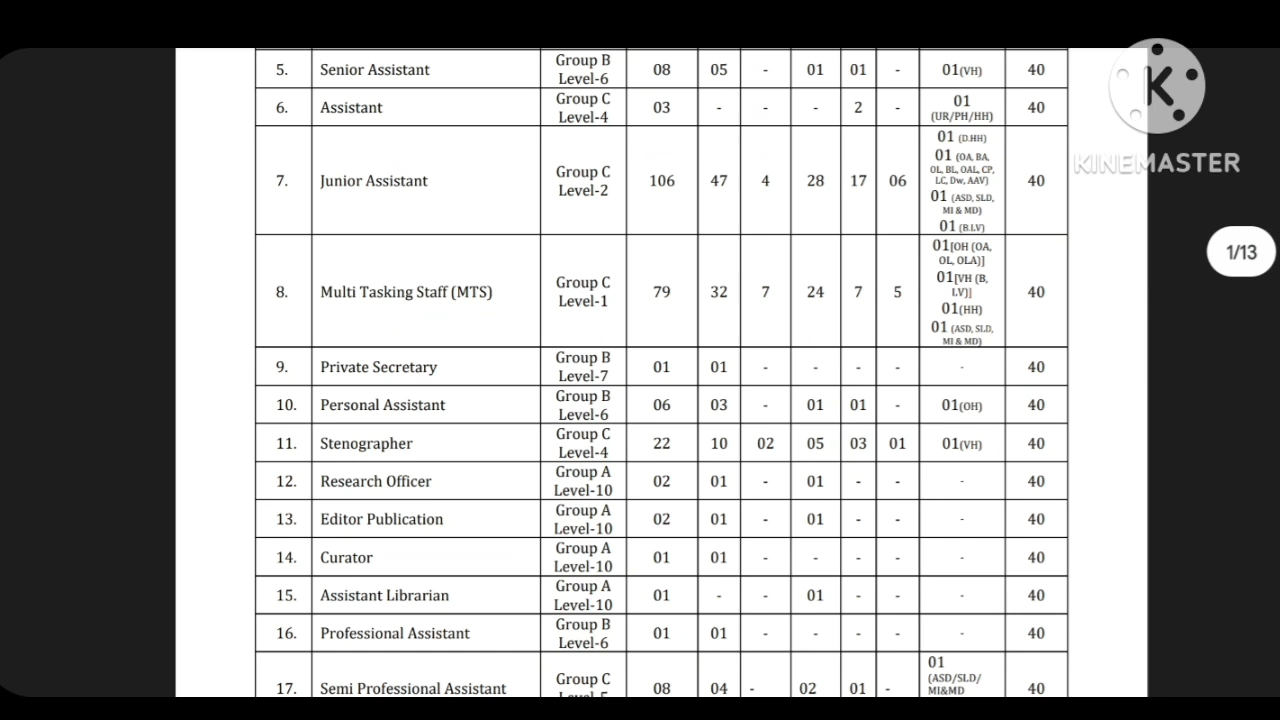 5. Senior Assistant Group B Level-6 08 05 - 01 01 - 01(VH) 40
6. Assistant Group C Level-4 03 - - - 2 - 01 (UR/PH/HH) 40
7. Junior Assistant Group C Level-2 106 47 4 28 17 06 01 (D.HH) 01 (OA, BA, OL, BL, OAL, CP, LC, Dw, AAV) 01 (ASD, SLD, MI & MD) 01 (B.LV) 40
8. Multi Tasking Staff (MTS) Group C Level-1 79 32 7 24 7 5 01[OH (OA, OL, OLA)] 01[VH (B, LV)] 01(HH) 01 (ASD, SLD, MI & MD) 40
9. Private Secretary Group B Level-7 01 01 - - - - - 40
10. Personal Assistant Group B Level-6 06 03 - 01 01 - 01(OH) 40
11. Stenographer Group C Level-4 22 10 02 05 03 01 01(VH) 40
12. Research Officer Group A Level-10 02 01 - 01 - - - 40
13. Editor Publication Group A Level-10 02 01 - 01 - - - 40
14. Curator Group A Level-10 01 01 - - - - - 40
15. Assistant Librarian Group A Level-10 01 - - 01 - - - 40
16. Professional Assistant Group B Level-6 01 01 - - - - - 40
17. Semi Professional Assistant Group C Level-5 08 04 - 02 01 - 01 (ASD/SLD/ MI&MD 40
KINEMASTER
1/13